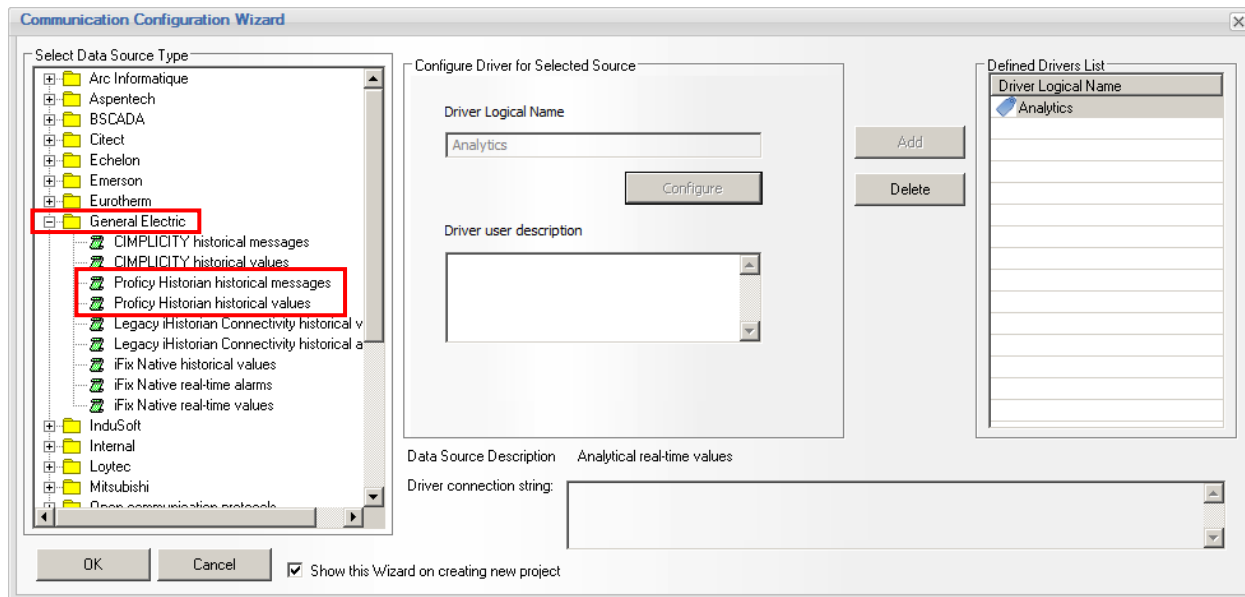 Communication Configuration Wizard
Select Data Source Type
Arc Informatique
Aspentech
BSCADA
Citect
Echelon
Emerson
Eurotherm
General Electric
CIMPLICITY historical messages
CIMPLICITY historical values
Proficy Historian historical messages
Proficy Historian historical values
Legacy iHistorian Connectivity historical v
Legacy iHistorian Connectivity historical a
iFix Native historical values
iFix Native real-time alarms
iFix Native real-time values
InduSoft
Internal
Loytec
Mitsubishi
Open communication protocols
Configure Driver for Selected Source
Driver Logical Name
Analytics
Configure
Driver user description
Add
Delete
Defined Drivers List
Driver Logical Name
Analytics
Data Source Description Analytical real-time values
Driver connection string:
OK
Cancel
Show this Wizard on creating new project